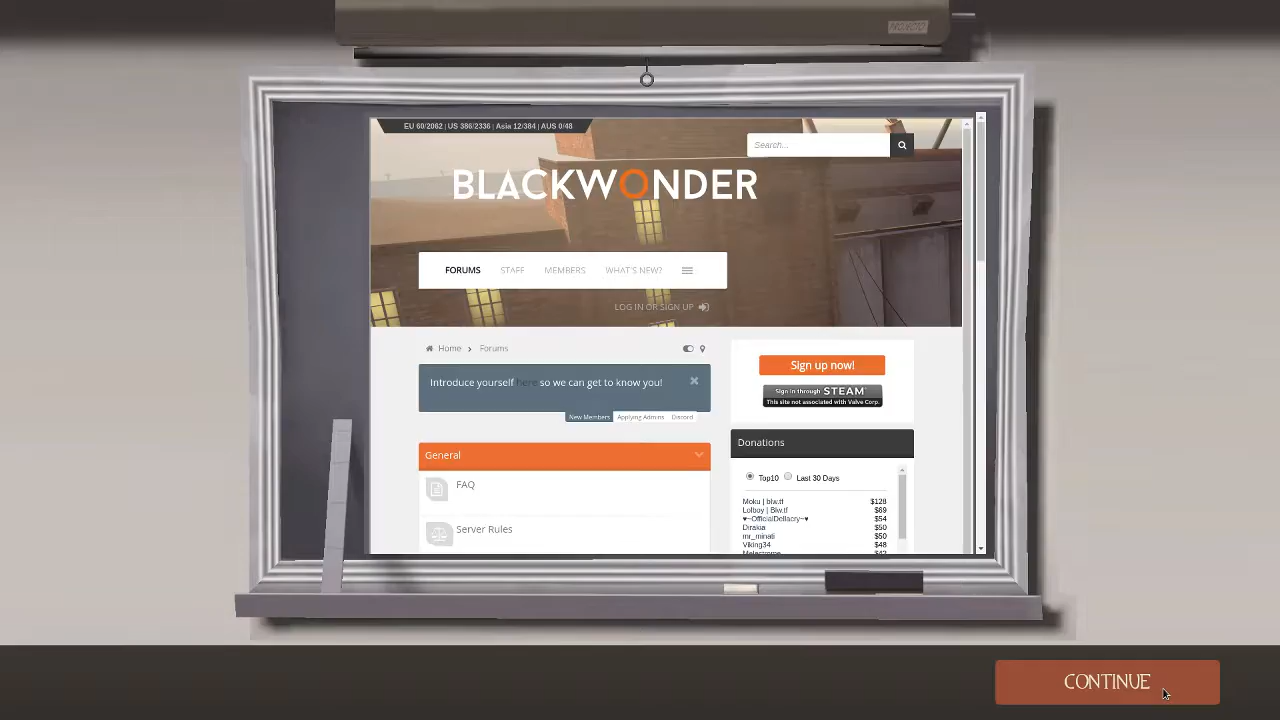 EU 60/2062 | US 386/2336 | Asia 12/384 | AUS 0/48
Search...
BLACKWONDER
FORUMS STAFF MEMBERS WHAT'S NEW?
LOG IN OR SIGN UP
Home › Forums
Introduce yourself here so we can get to know you!
New Members Applying Admins Discord
General
FAQ
Server Rules
Sign up now!
Sign in through STEAM
This site not associated with Valve Corp.
Donations
Top10 Last 30 Days
Moku | blw.tf $128
Lolboy | Blw.tf $69
♥~OfficialDellacry~♥ $54
Dirakia $50
mr_minati $50
Viking34 $48
CONTINUE